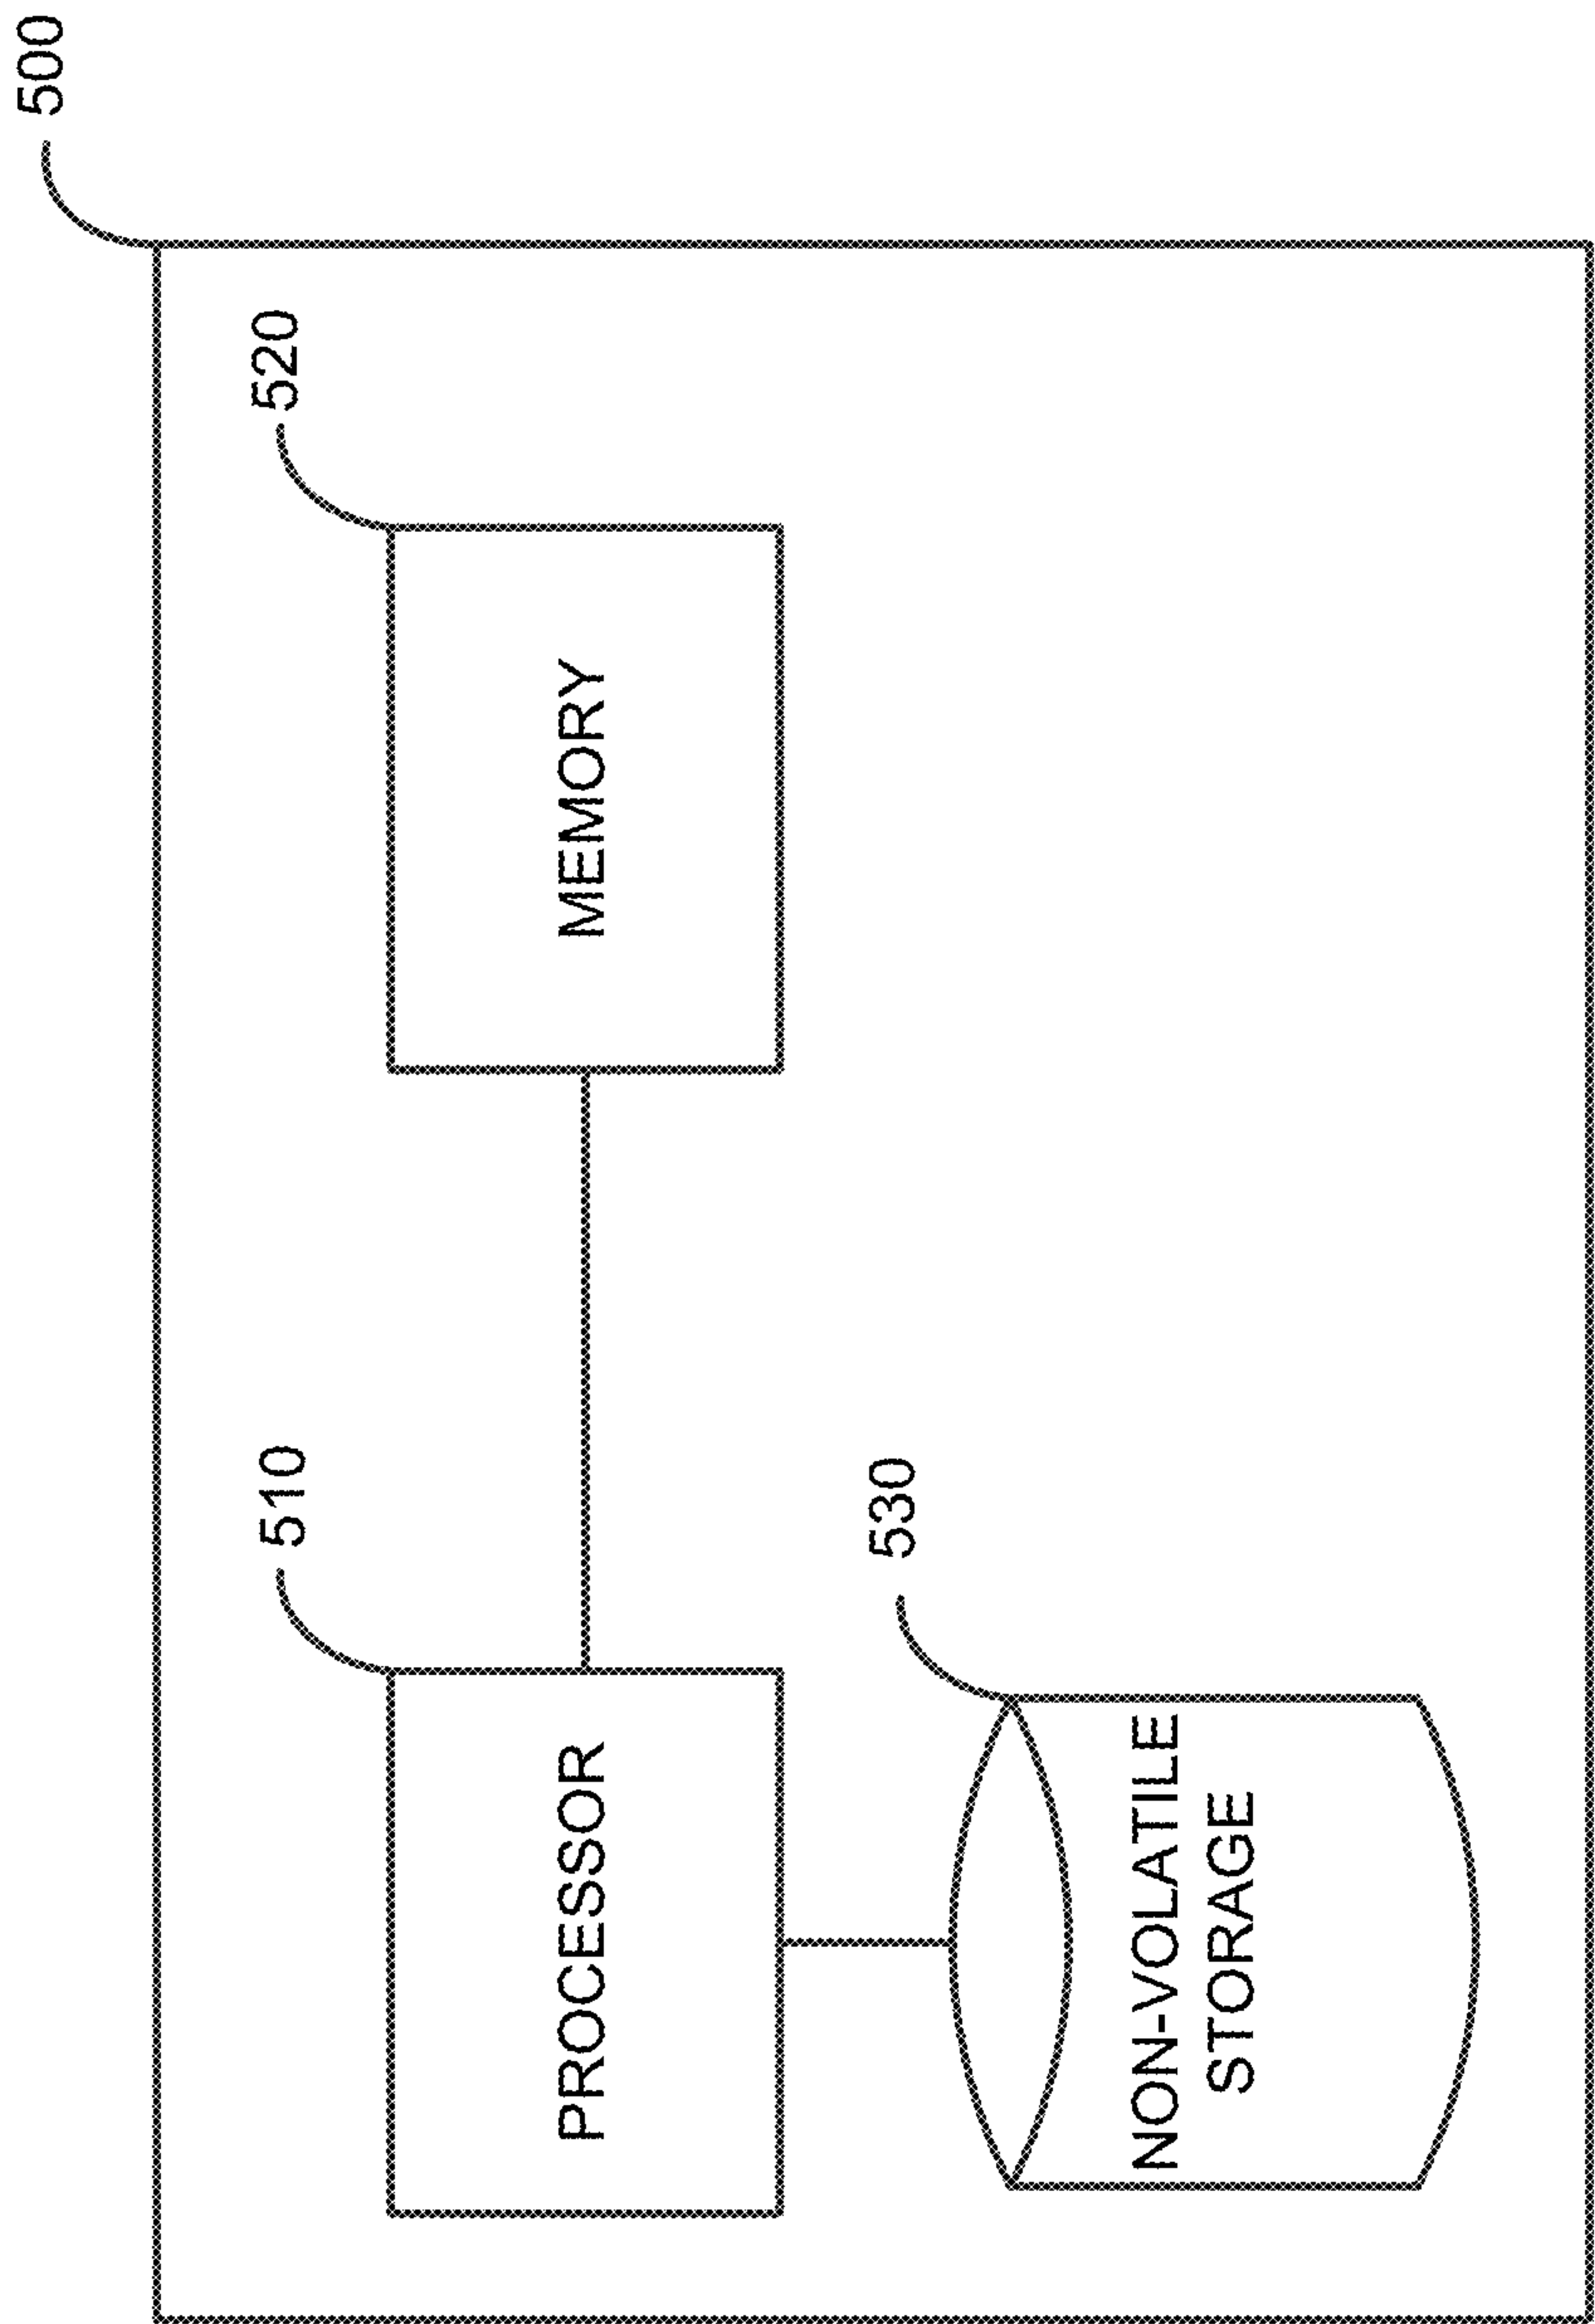 500
510
520
PROCESSOR
MEMORY
530
NON-VOLATILE
STORAGE